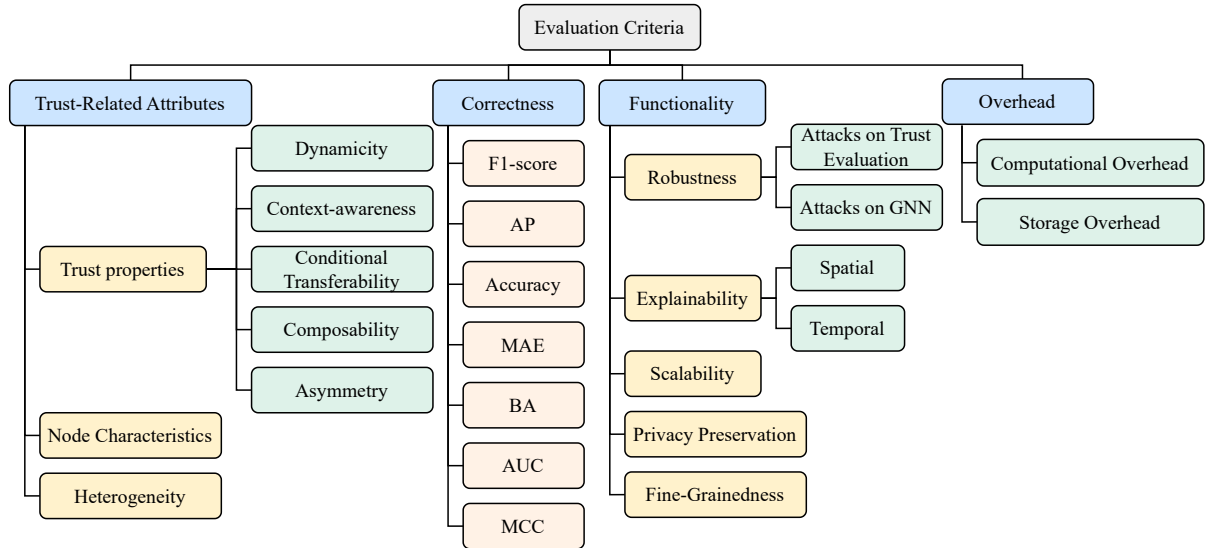 Evaluation Criteria
Trust-Related Attributes
Trust properties
Dynamicity
Context-awareness
Conditional
Transferability
Composability
Asymmetry
Node Characteristics
Heterogeneity
Correctness
F1-score
AP
Accuracy
MAE
BA
AUC
MCC
Functionality
Robustness
Attacks on Trust
Evaluation
Attacks on GNN
Explainability
Spatial
Temporal
Scalability
Privacy Preservation
Fine-Grainedness
Overhead
Computational Overhead
Storage Overhead